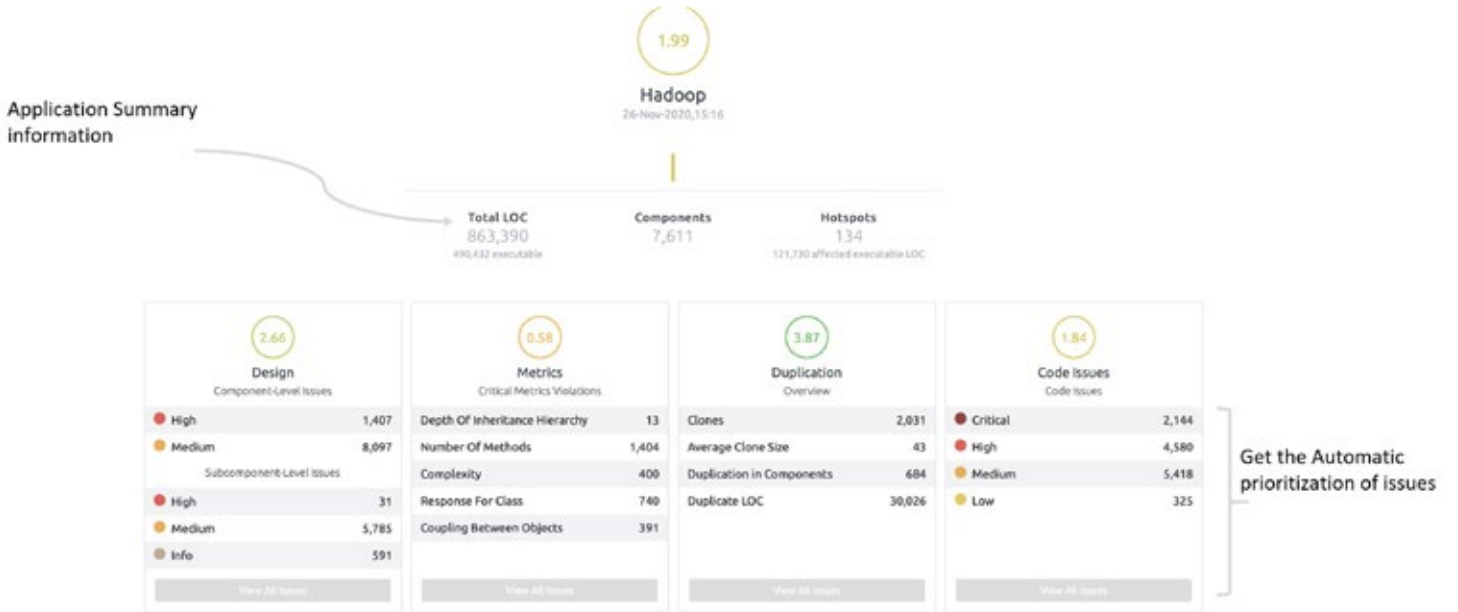 1.99
Hadoop
26-Nov-2020,15:16
Application Summary
information
Total LOC
863,390
490,432 executable
Components
7,611
Hotspots
134
121,730 affected executable LOC
2.66
Design
Component-Level Issues
High 1,407
Medium 8,097
Subcomponent-Level Issues
High 31
Medium 5,785
Info 591
View All Issues
0.58
Metrics
Critical Metrics Violations
Depth Of Inheritance Hierarchy 13
Number Of Methods 1,404
Complexity 400
Response For Class 740
Coupling Between Objects 391
View All Issues
3.87
Duplication
Overview
Clones 2,031
Average Clone Size 43
Duplication in Components 684
Duplicate LOC 30,026
View All Issues
1.84
Code Issues
Code Issues
Critical 2,144
High 4,580
Medium 5,418
Low 325
View All Issues
Get the Automatic
prioritization of issues